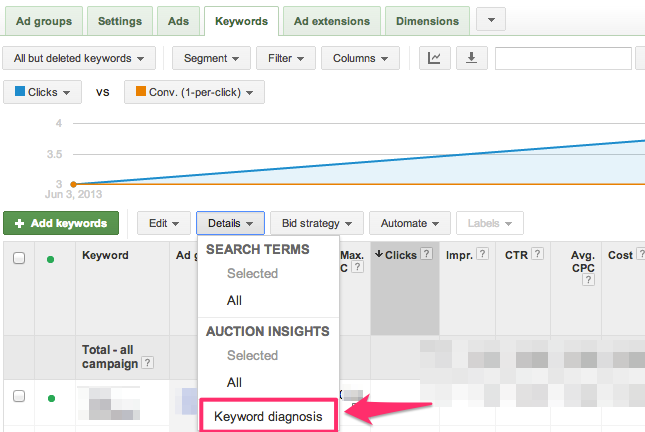 Ad groups Settings Ads Keywords Ad extensions Dimensions
All but deleted keywords Segment Filter Columns
Clicks VS Conv. (1-per-click)
4
3.5
3
Jun 3, 2013
+ Add keywords Edit Details Bid strategy Automate Labels
SEARCH TERMS
Selected
All
AUCTION INSIGHTS
Selected
All
Keyword diagnosis
Keyword Ad g Max. C ? Clicks ? Impr. ? CTR ? Avg. CPC ? Cost ?
Total - all
campaign ?